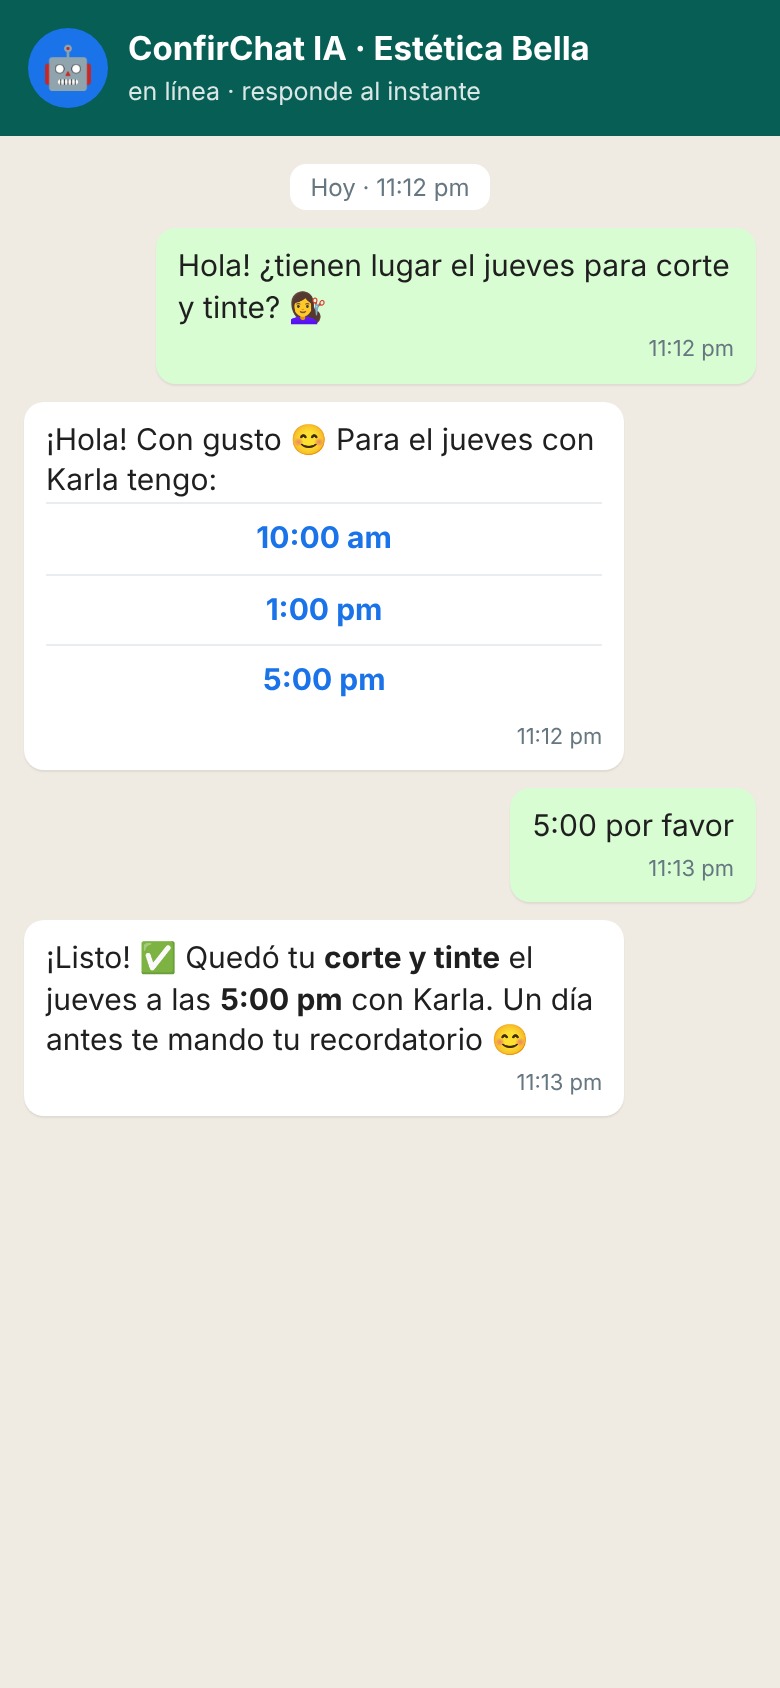 ConfirChat IA · Estética Bella
en línea · responde al instante
Hoy · 11:12 pm
Hola! ¿tienen lugar el jueves para corte
y tinte? 💇‍♀️
11:12 pm
¡Hola! Con gusto 😊 Para el jueves con
Karla tengo:
10:00 am
1:00 pm
5:00 pm
11:12 pm
5:00 por favor
11:13 pm
¡Listo! ✅ Quedó tu corte y tinte el
jueves a las 5:00 pm con Karla. Un día
antes te mando tu recordatorio 😊
11:13 pm